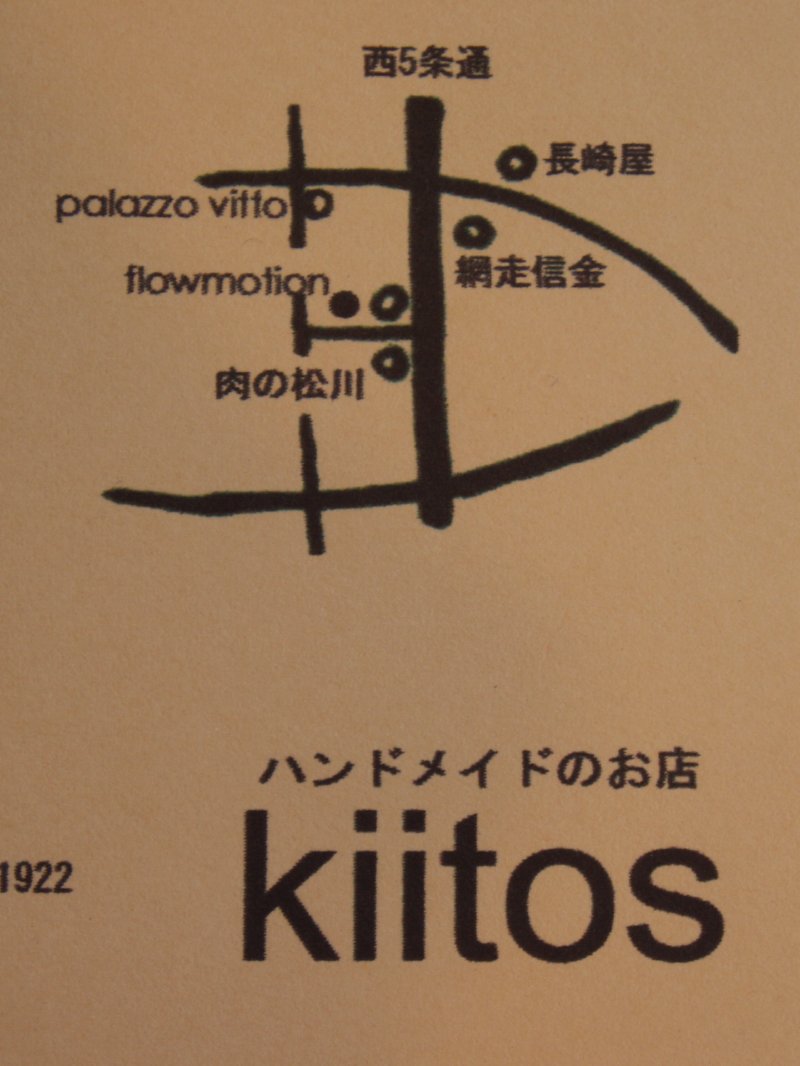 西5条通
長崎屋
palazzo vitto
網走信金
flowmotion
肉の松川
ハンドメイドのお店
1922
kiitos